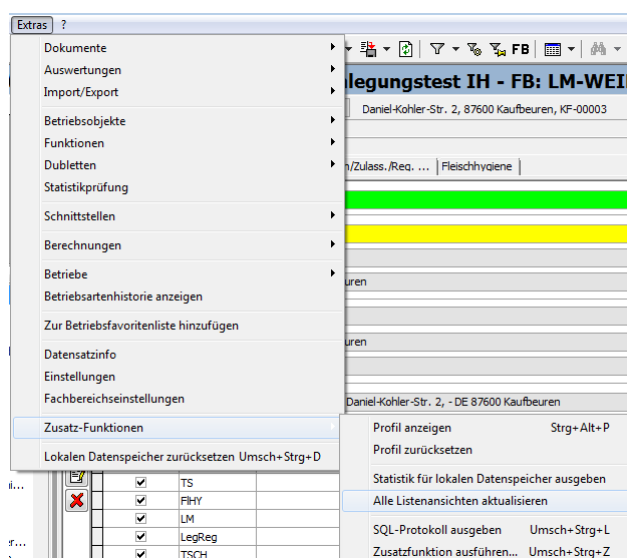 Extras ?
Dokumente
Auswertungen
Import/Export
Betriebsobjekte
Funktionen
Dubletten
Statistikprüfung
Schnittstellen
Berechnungen
Betriebe
Betriebsartenhistorie anzeigen
Zur Betriebsfavoritenliste hinzufügen
Datensatzinfo
Einstellungen
Fachbereichseinstellungen
Zusatz-Funktionen
Lokalen Datenspeicher zurücksetzen Umsch+Strg+D
FB
legungstest IH - FB: LM-WEI
Daniel-Kohler-Str. 2, 87600 Kaufbeuren, KF-00003
n/Zulass./Reg. ... Fleischhygiene
uren
uren
Daniel-Kohler-Str. 2, - DE 87600 Kaufbeuren
Profil anzeigen Strg+Alt+P
Profil zurücksetzen
Statistik für lokalen Datenspeicher ausgeben
Alle Listenansichten aktualisieren
SQL-Protokoll ausgeben Umsch+Strg+L
Zusatzfunktion ausführen... Umsch+Strg+Z
TS
FlHY
LM
LegReg
TSCH